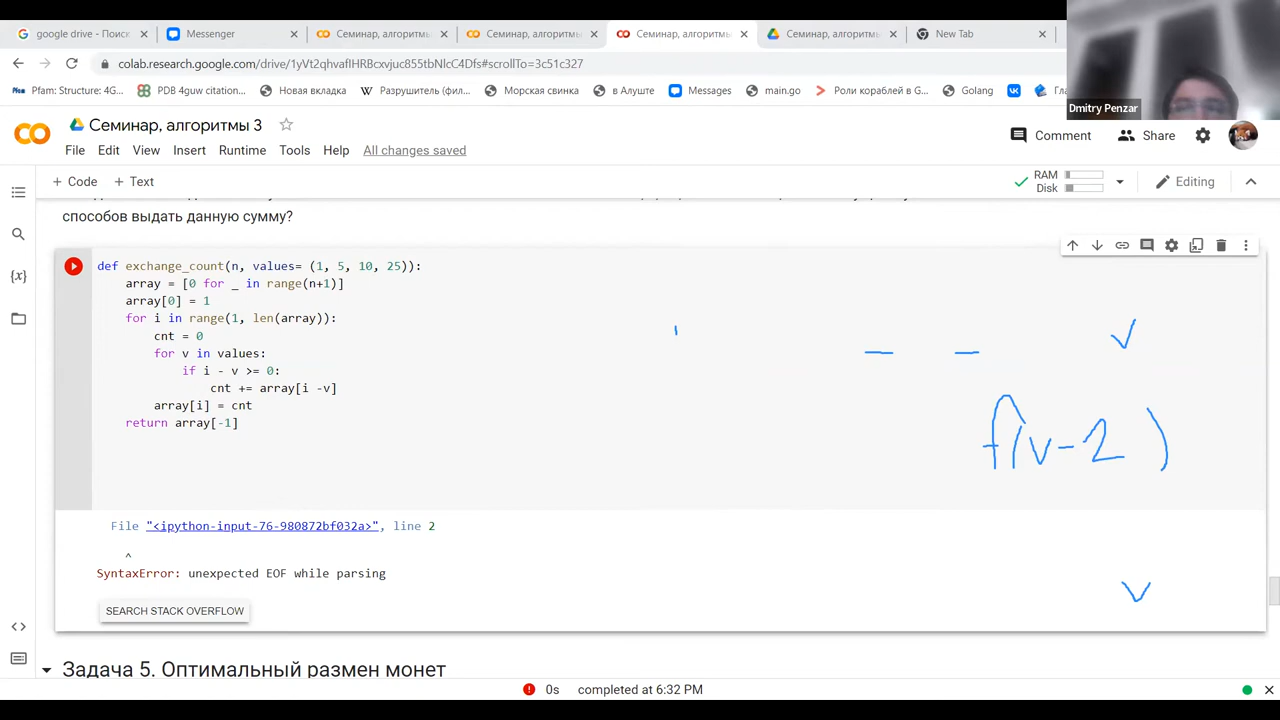 google drive - Поиск
Messenger
Семинар, алгоритмы
Семинар, алгоритмы
Семинар, алгоритмы
Семинар, алгоритмы
New Tab
colab.research.google.com/drive/1yVt2qhvafIHRBcxvjuc855tbNlcC4Dfs#scrollTo=3c51c327
Pfam: Structure: 4G...
PDB 4guw citation...
Новая вкладка
Разрушитель (фил...
Морская свинка
в Алуште
Messages
main.go
Роли кораблей в G...
Golang
Dmitry Penzar
Семинар, алгоритмы 3
Comment
Share
File Edit View Insert Runtime Tools Help All changes saved
+ Code + Text
RAM
Disk
Editing
способов выдать данную сумму?
def exchange_count(n, values= (1, 5, 10, 25)):
array = [0 for _ in range(n+1)]
array[0] = 1
for i in range(1, len(array)):
cnt = 0
for v in values:
if i - v >= 0:
cnt += array[i -v]
array[i] = cnt
return array[-1]
f(v-2)
v
File "<ipython-input-76-980872bf032a>", line 2
^
SyntaxError: unexpected EOF while parsing
SEARCH STACK OVERFLOW
Задача 5. Оптимальный размен монет
0s completed at 6:32 PM